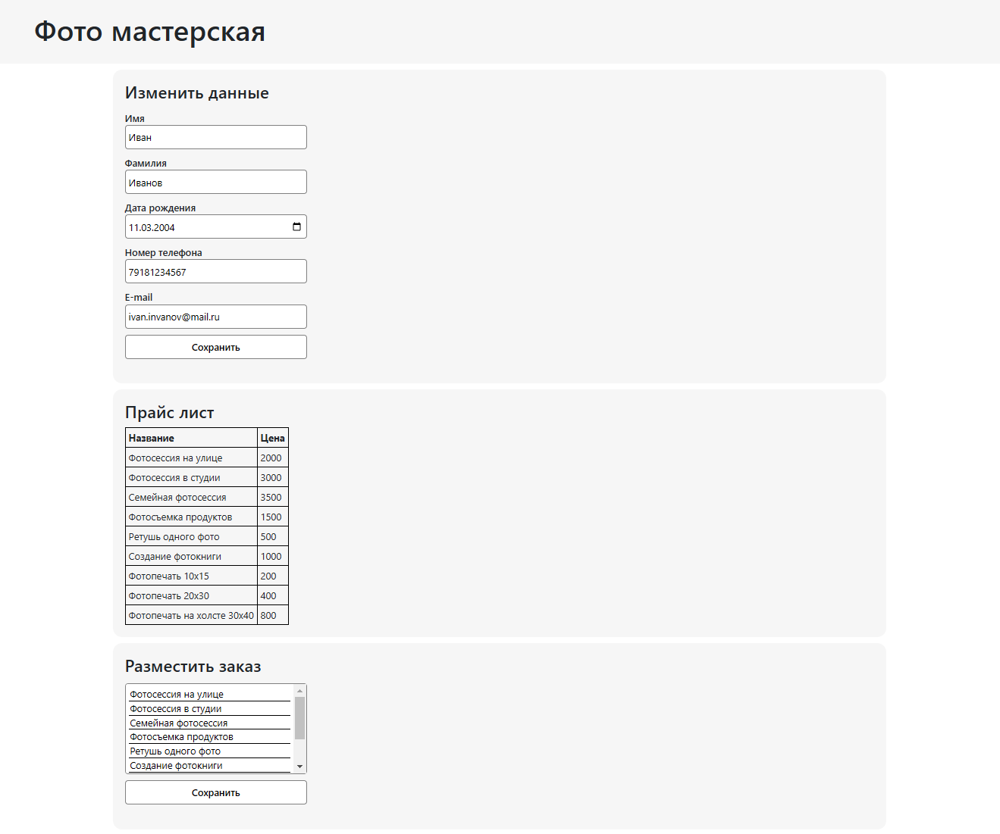 Фото мастерская
Изменить данные
Имя
Иван
Фамилия
Иванов
Дата рождения
11.03.2004
Номер телефона
79181234567
E-mail
ivan.invanov@mail.ru
Сохранить
Прайс лист
Название Цена
Фотосессия на улице 2000
Фотосессия в студии 3000
Семейная фотосессия 3500
Фотосъемка продуктов 1500
Ретушь одного фото 500
Создание фотокниги 1000
Фотопечать 10x15 200
Фотопечать 20x30 400
Фотопечать на холсте 30x40 800
Разместить заказ
Фотосессия на улице
Фотосессия в студии
Семейная фотосессия
Фотосъемка продуктов
Ретушь одного фото
Создание фотокниги
Сохранить